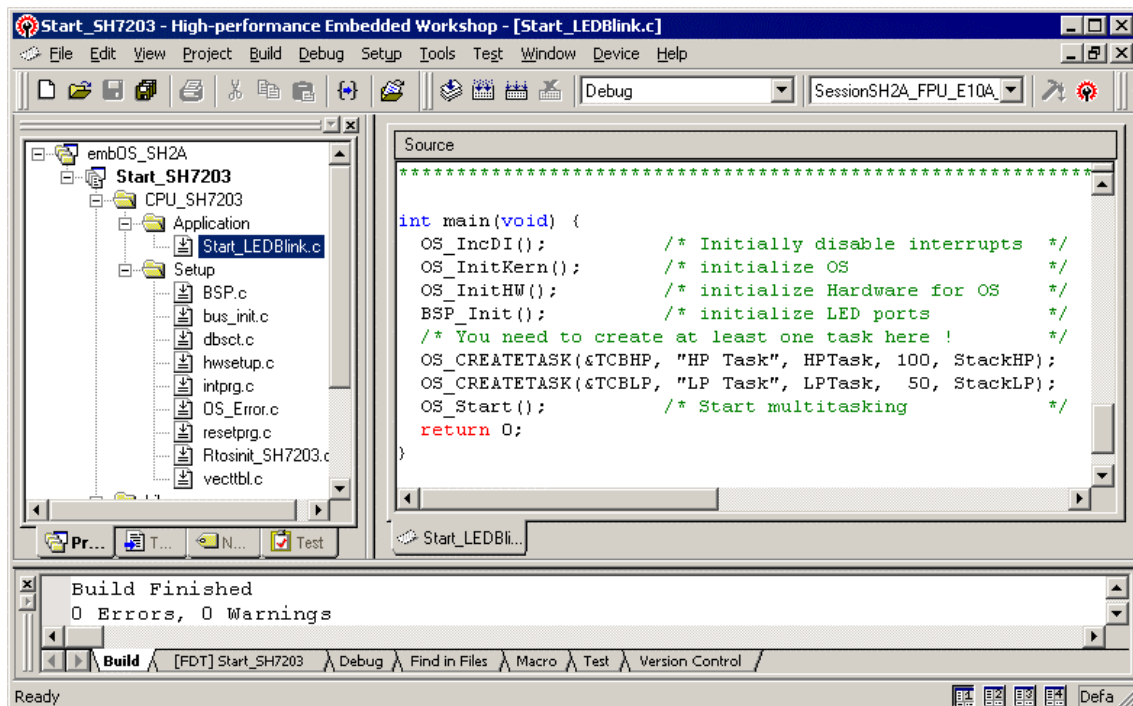 Start_SH7203 - High-performance Embedded Workshop - [Start_LEDBlink.c]
File Edit View Project Build Debug Setup Tools Test Window Device Help
Debug SessionSH2A_FPU_E10A_
embOS_SH2A
Start_SH7203
CPU_SH7203
Application
Start_LEDBlink.c
Setup
BSP.c
bus_init.c
dbsct.c
hwsetup.c
intprg.c
OS_Error.c
resetprg.c
Rtosinit_SH7203.c
vecttbl.c
Pr... T... N... Test
Source
*************************************************************
int main(void) {
  OS_IncDI();           /* Initially disable interrupts  */
  OS_InitKern();        /* initialize OS                 */
  OS_InitHW();          /* initialize Hardware for OS    */
  BSP_Init();           /* initialize LED ports          */
  /* You need to create at least one task here !         */
  OS_CREATETASK(&TCBHP, "HP Task", HPTask, 100, StackHP);
  OS_CREATETASK(&TCBLP, "LP Task", LPTask,  50, StackLP);
  OS_Start();           /* Start multitasking            */
  return 0;
}
Start_LEDBli...
Build Finished
0 Errors, 0 Warnings
Build [FDT] Start_SH7203 Debug Find in Files Macro Test Version Control
Ready 1 2 3 4 Defa